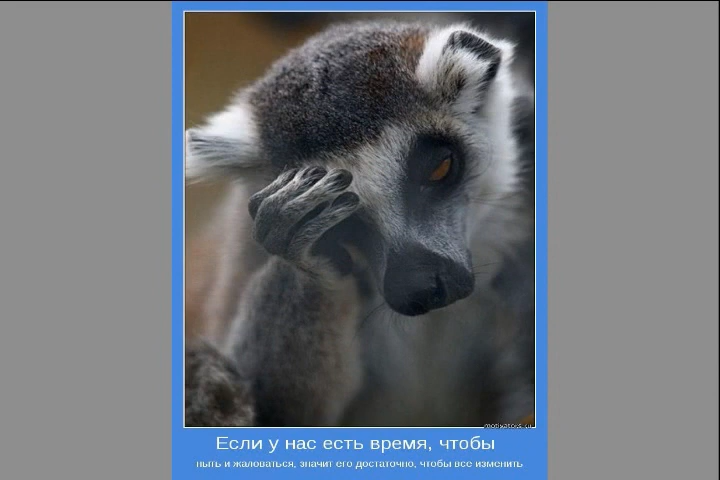 Если у нас есть время, чтобы
ныть и жаловаться, значит его достаточно, чтобы все изменить